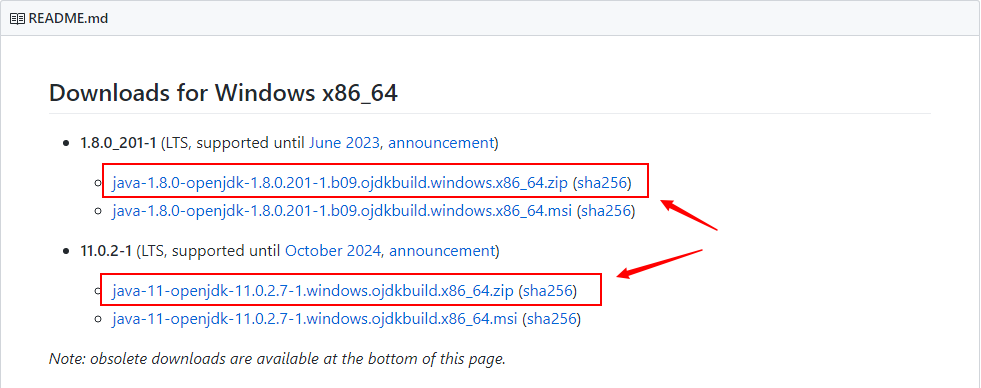 README.md
Downloads for Windows x86_64
1.8.0_201-1 (LTS, supported until June 2023, announcement)
java-1.8.0-openjdk-1.8.0.201-1.b09.ojdkbuild.windows.x86_64.zip (sha256)
java-1.8.0-openjdk-1.8.0.201-1.b09.ojdkbuild.windows.x86_64.msi (sha256)
11.0.2-1 (LTS, supported until October 2024, announcement)
java-11-openjdk-11.0.2.7-1.windows.ojdkbuild.x86_64.zip (sha256)
java-11-openjdk-11.0.2.7-1.windows.ojdkbuild.x86_64.msi (sha256)
Note: obsolete downloads are available at the bottom of this page.